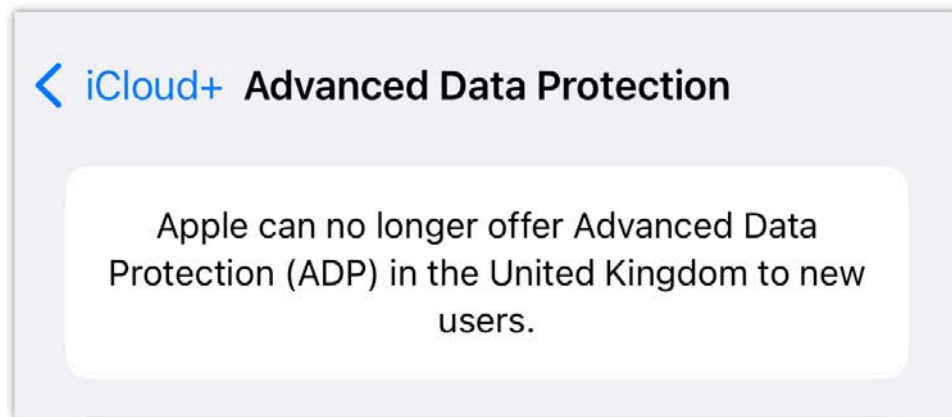 iCloud+ Advanced Data Protection
Apple can no longer offer Advanced Data
Protection (ADP) in the United Kingdom to new
users.